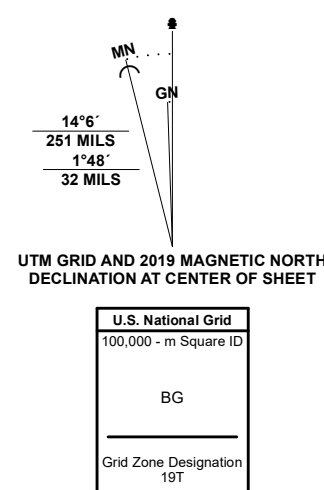 MN
GN
14°6´
251 MILS
1°48´
32 MILS
UTM GRID AND 2019 MAGNETIC NORTH
DECLINATION AT CENTER OF SHEET
U.S. National Grid
100,000 - m Square ID
BG
Grid Zone Designation
19T